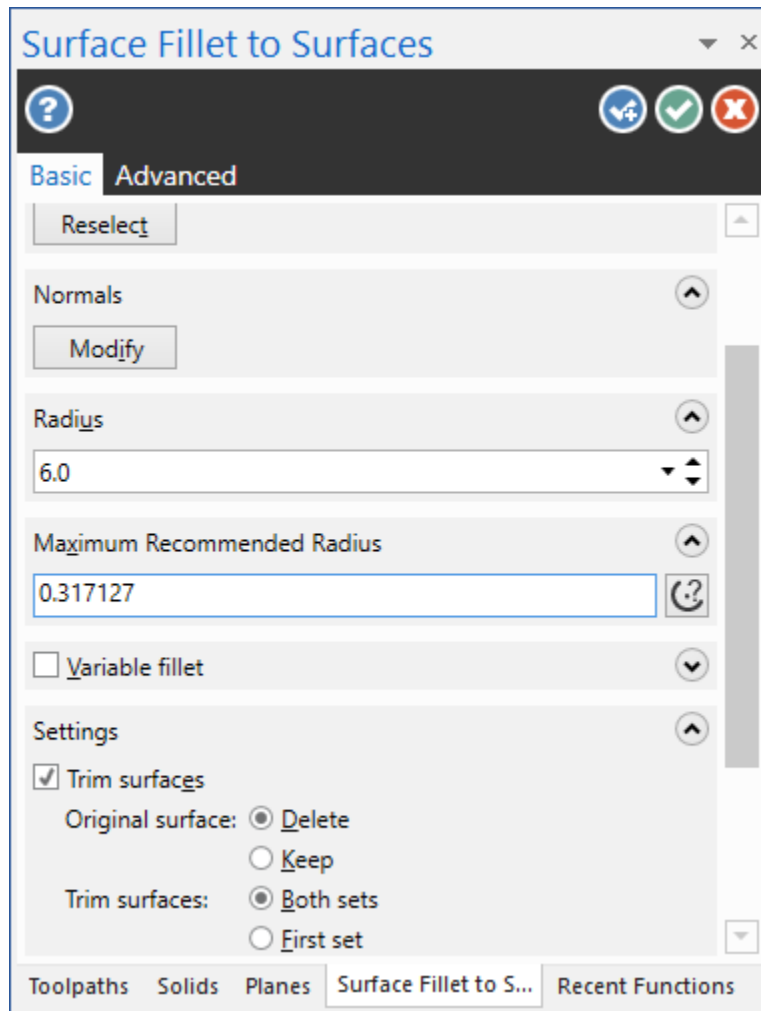 Surface Fillet to Surfaces
Basic Advanced
Reselect
Normals
Modify
Radius
6.0
Maximum Recommended Radius
0.317127
Variable fillet
Settings
Trim surfaces
Original surface: Delete
Keep
Trim surfaces: Both sets
First set
Toolpaths Solids Planes Surface Fillet to S... Recent Functions